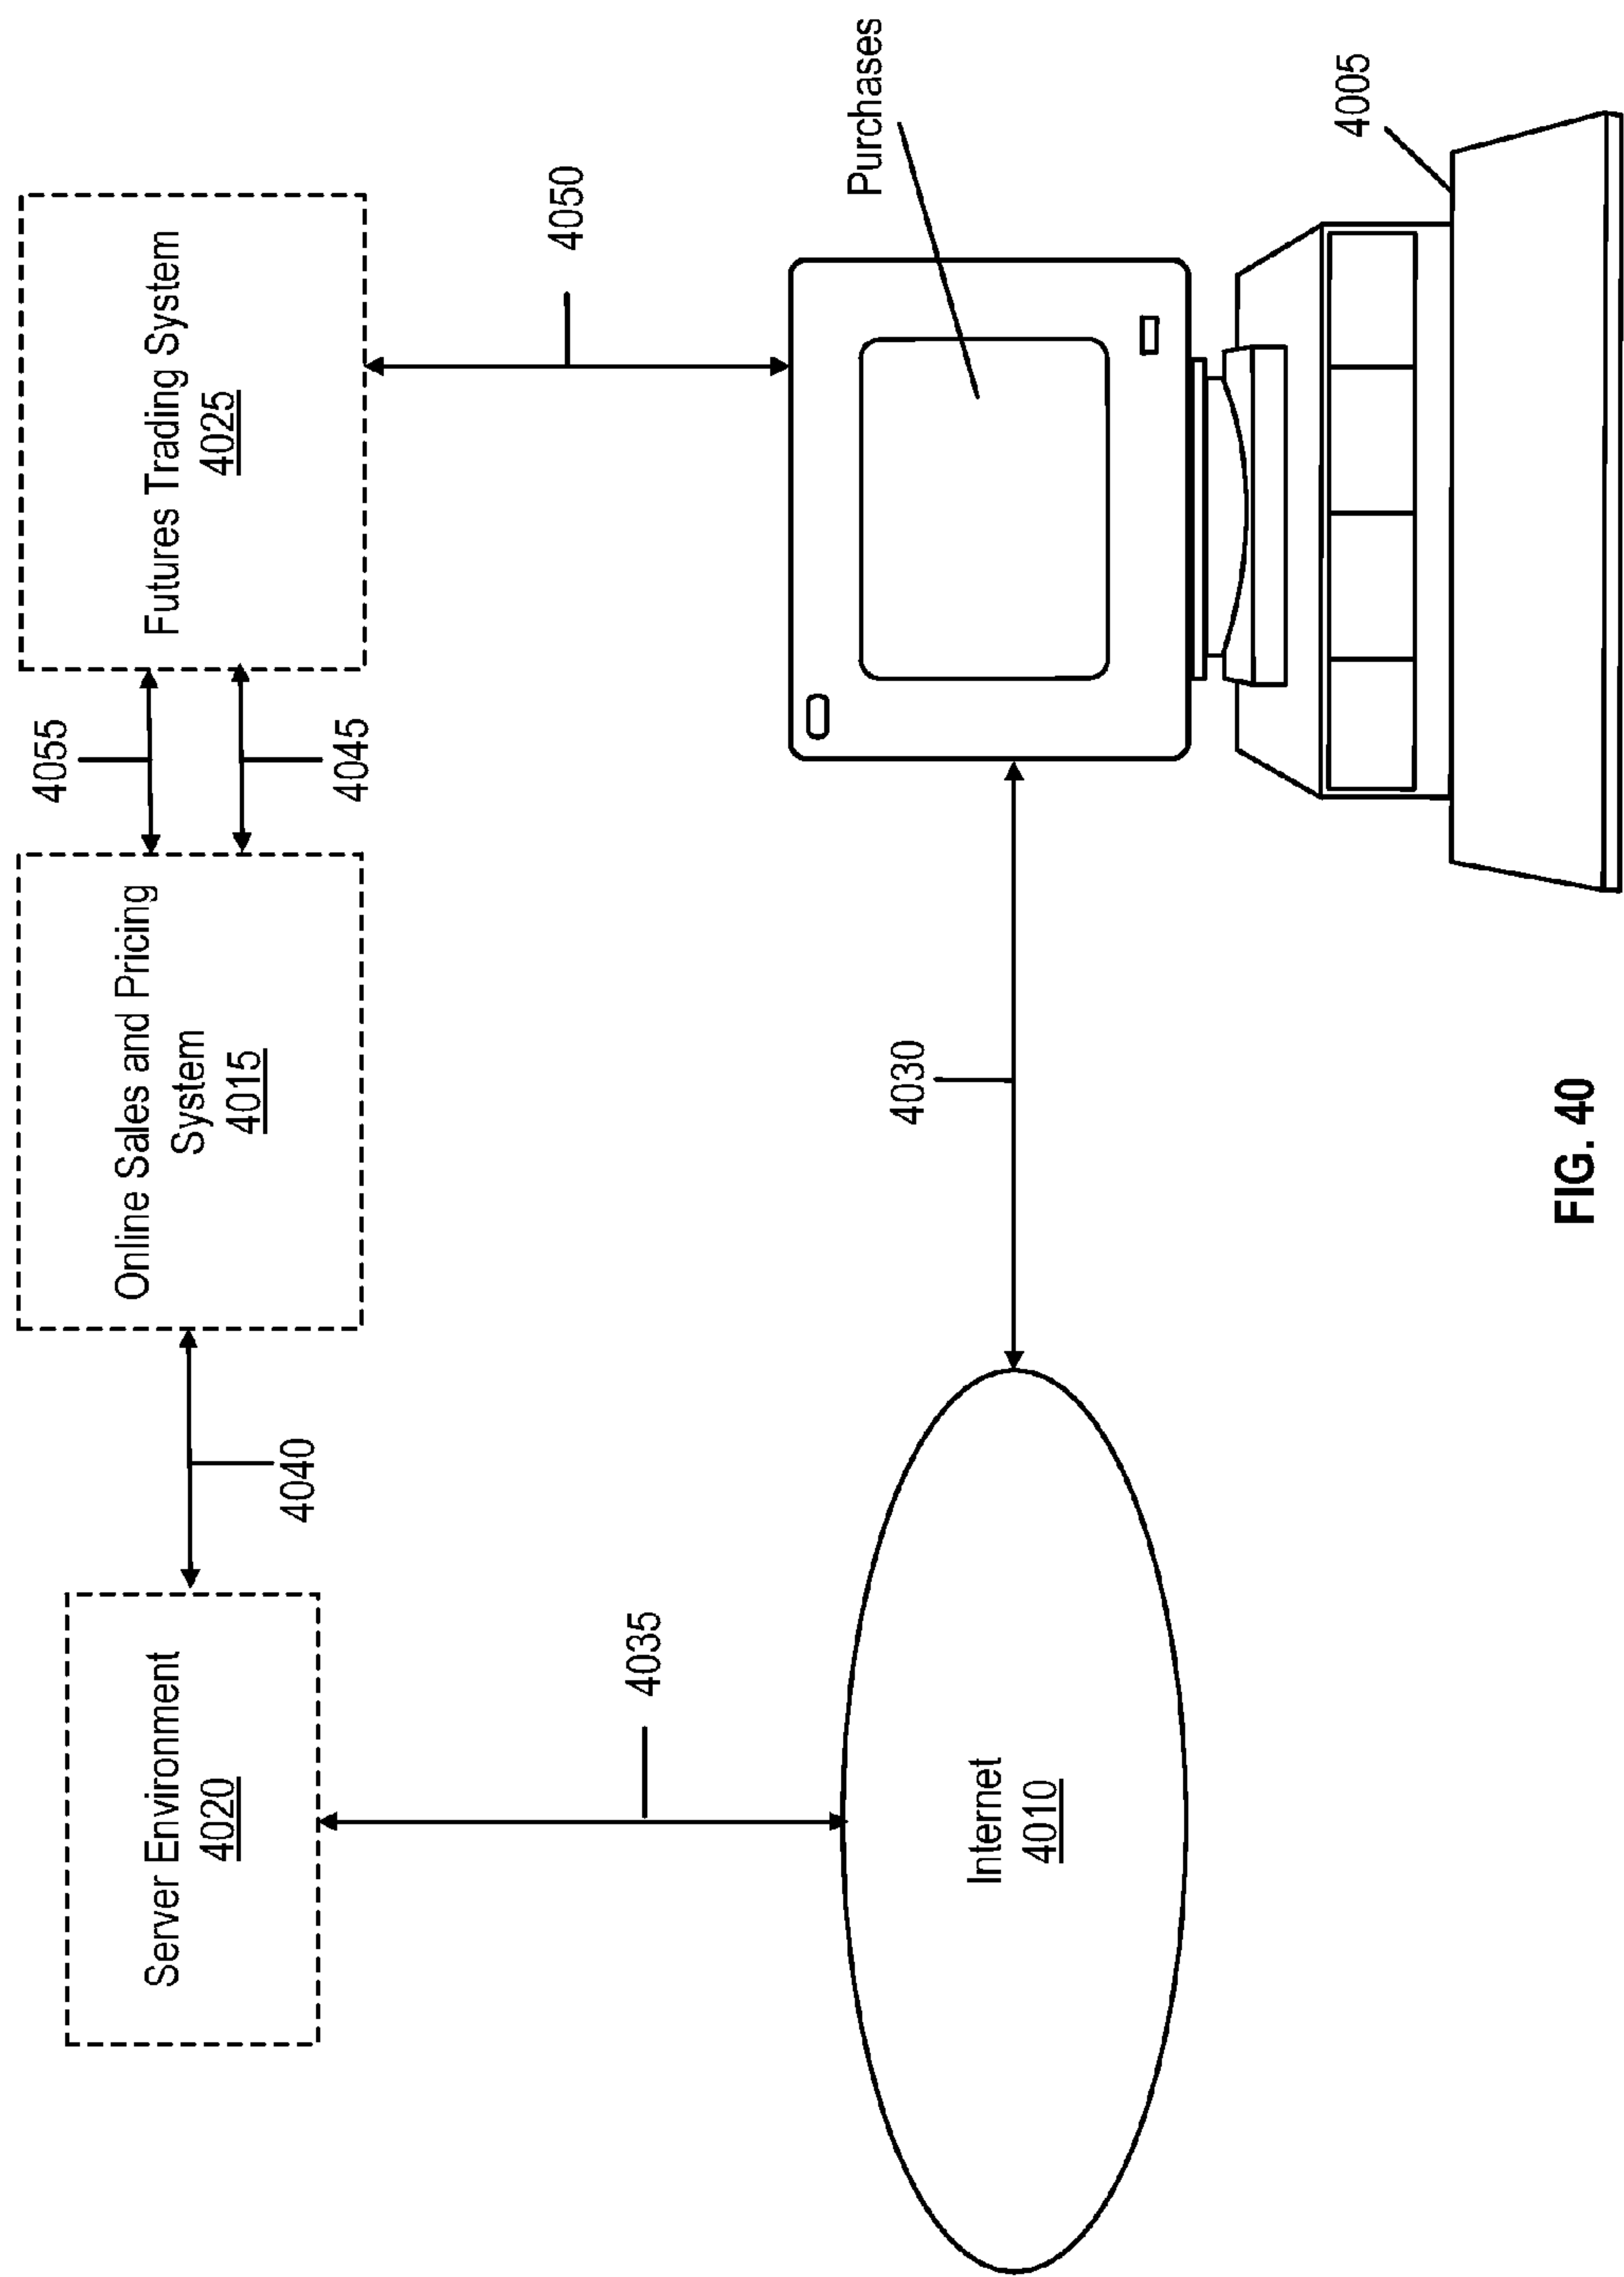 Server Environment
4020
4040
Online Sales and Pricing
System
4015
4055
4045
Futures Trading System
4025
4035
4050
Internet
4010
4030
Purchases
4005
FIG. 40